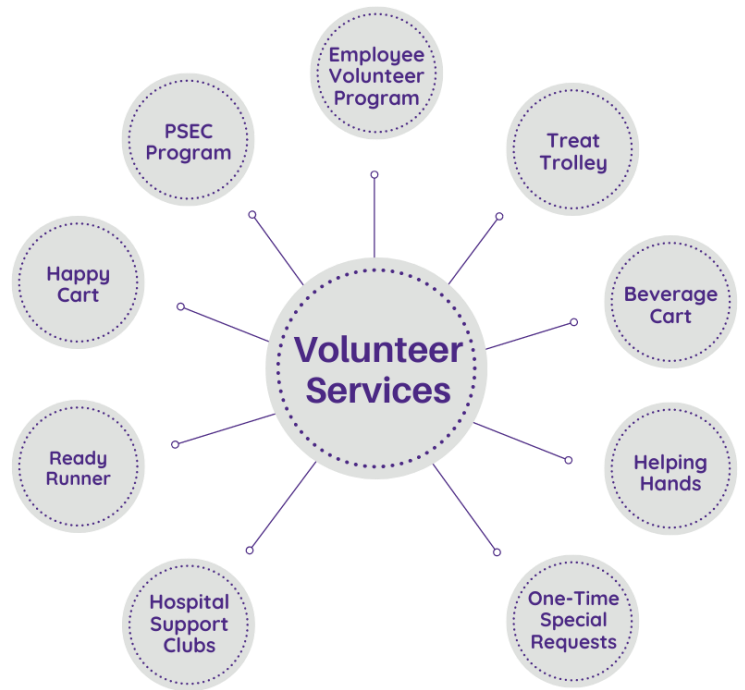 Employee
Volunteer
Program
PSEC
Program
Treat
Trolley
Happy
Cart
Beverage
Cart
Volunteer
Services
Ready
Runner
Helping
Hands
Hospital
Support
Clubs
One-Time
Special
Requests